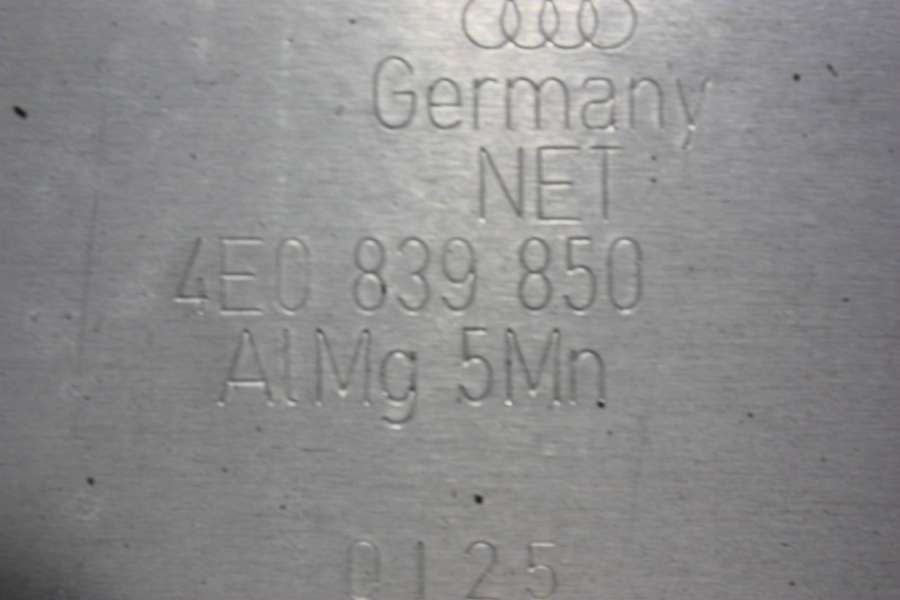 Germany
NET
4E0 839 850
AlMg 5Mn
0125